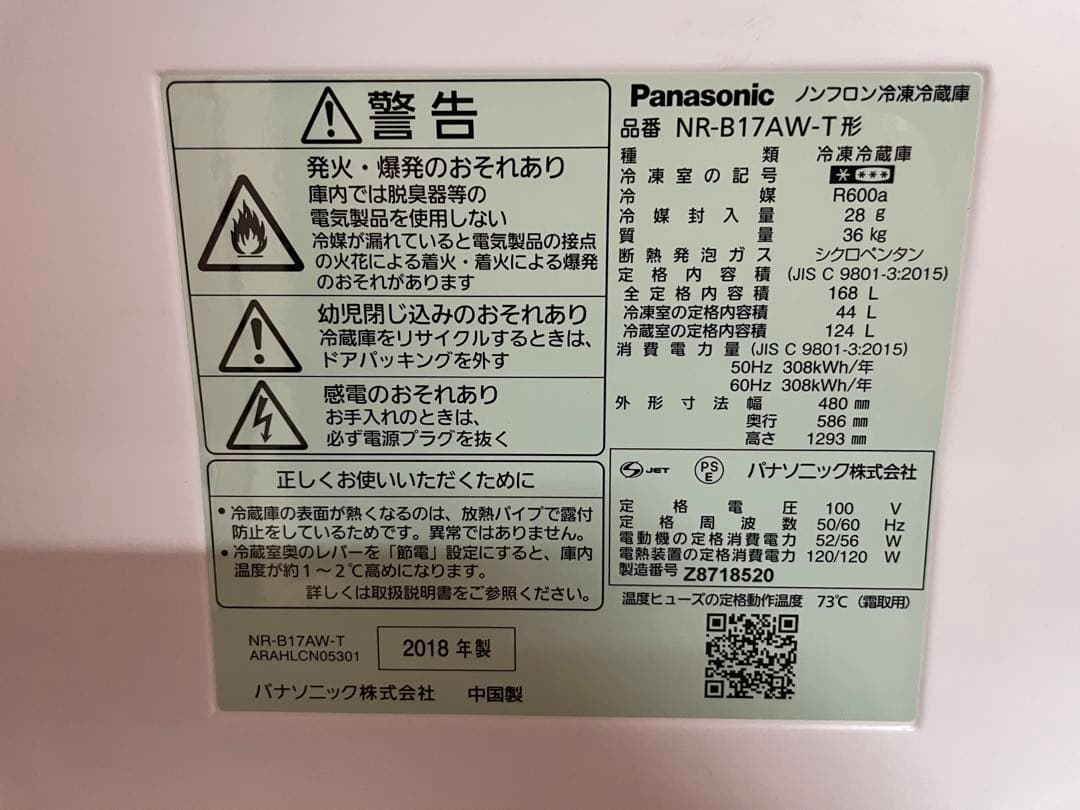 警告
発火・爆発のおそれあり
庫内では脱臭器等の
電気製品を使用しない
冷媒が漏れていると電気製品の接点
の火花による着火・着火による爆発
のおそれがあります
幼児閉じ込みのおそれあり
冷蔵庫をリサイクルするときは、
ドアパッキングを外す
感電のおそれあり
お手入れのときは、
必ず電源プラグを抜く
正しくお使いいただくために
・冷蔵庫の表面が熱くなるのは、放熱パイプで露付
防止をしているためです。異常ではありません。
・冷蔵室奥のレバーを「節電」設定にすると、庫内
温度が約1～2℃高めになります。
詳しくは取扱説明書をご参照ください。
NR-B17AW-T
ARAHLCN05301
2018 年製
パナソニック株式会社 中国製
Panasonic ノンフロン冷凍冷蔵庫
品番 NR-B17AW-T形
種類 冷凍冷蔵庫
冷凍室の記号 * ***
冷媒 R600a
冷媒封入量 28 g
質量 36 kg
断熱発泡ガス シクロペンタン
定格内容積 (JIS C 9801-3:2015)
全定格内容積 168 L
冷凍室の定格内容積 44 L
冷蔵室の定格内容積 124 L
消費電力量 (JIS C 9801-3:2015)
50Hz 308kWh/年
60Hz 308kWh/年
外形寸法 幅 480 mm
奥行 586 mm
高さ 1293 mm
JET PS E パナソニック株式会社
定格電圧 100 V
定格周波数 50/60 Hz
電動機の定格消費電力 52/56 W
電熱装置の定格消費電力 120/120 W
製造番号 Z8718520
温度ヒューズの定格動作温度 73℃ (霜取用)